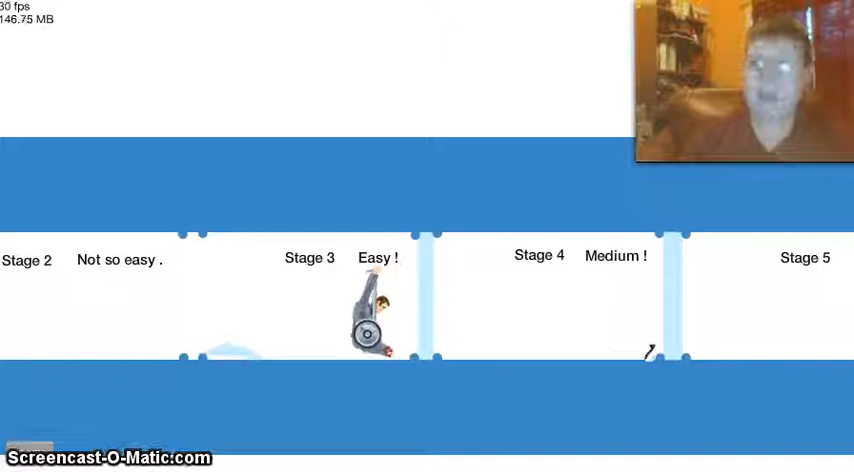 30 fps
146.75 MB
Stage 2 Not so easy .
Stage 3 Easy !
Stage 4 Medium !
Stage 5
Screencast-O-Matic.com